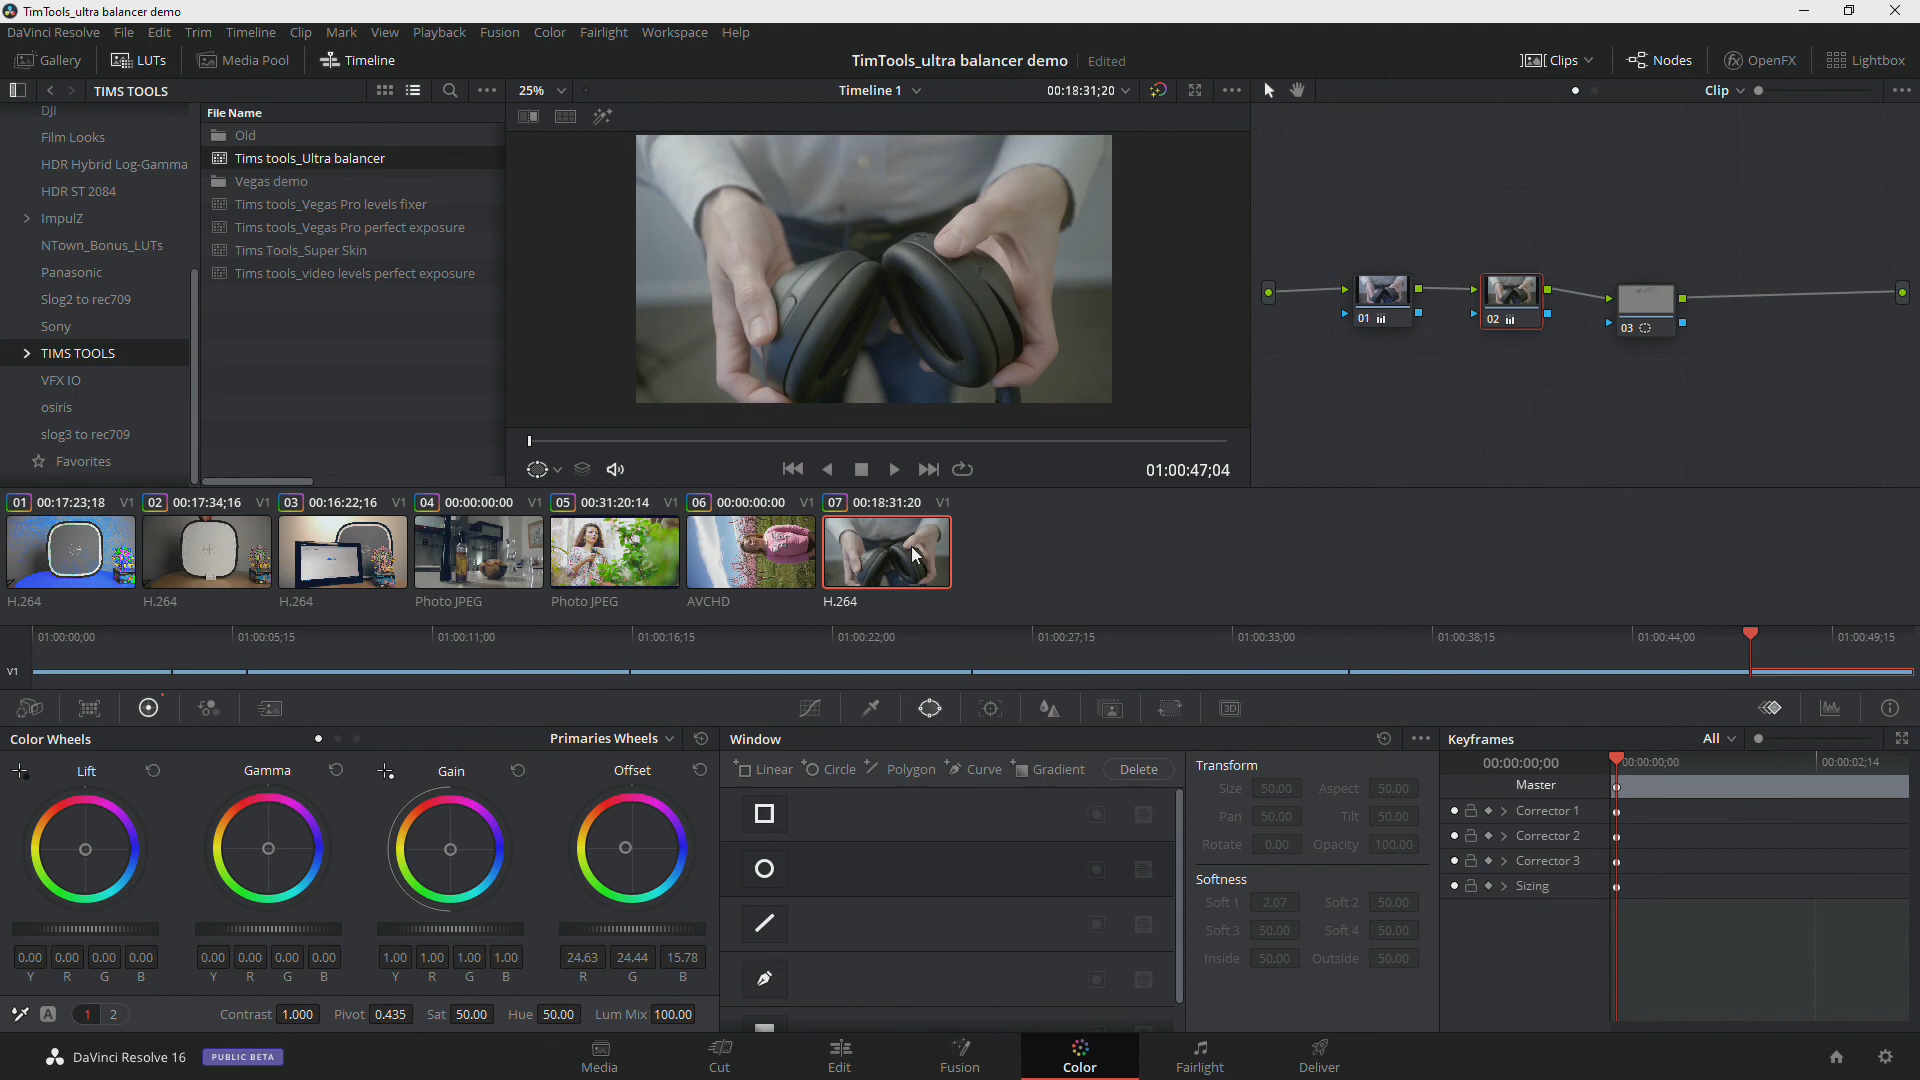 TimTools_ultra balancer demo
DaVinci Resolve File Edit Trim Timeline Clip Mark View Playback Fusion Color Fairlight Workspace Help
Gallery LUTs Media Pool Timeline TimTools_ultra balancer demo Edited Clips Nodes OpenFX Lightbox
TIMS TOOLS 25% Timeline 1 00:18:31;20 Clip
DJI
Film Looks
HDR Hybrid Log-Gamma
HDR ST 2084
ImpulZ
NTown_Bonus_LUTs
Panasonic
Slog2 to rec709
Sony
TIMS TOOLS
VFX IO
osiris
slog3 to rec709
Favorites
File Name
Old
Tims tools_Ultra balancer
Vegas demo
Tims tools_Vegas Pro levels fixer
Tims tools_Vegas Pro perfect exposure
Tims Tools_Super Skin
Tims tools_video levels perfect exposure
01 02 03
01:00:47;04
01 00:17:23;18 V1 02 00:17:34;16 V1 03 00:16:22;16 V1 04 00:00:00:00 V1 05 00:31:20:14 V1 06 00:00:00:00 V1 07 00:18:31:20 V1
H.264 H.264 H.264 Photo JPEG Photo JPEG AVCHD H.264
01:00:00;00 01:00:05;15 01:00:11;00 01:00:16;15 01:00:22;00 01:00:27;15 01:00:33;00 01:00:38;15 01:00:44;00 01:00:49;15
V1
3D
Color Wheels Primaries Wheels
Lift Gamma Gain Offset
0.00 0.00 0.00 0.00 0.00 0.00 0.00 0.00 1.00 1.00 1.00 1.00 24.63 24.44 15.78
Y R G B Y R G B Y R G B R G B
A 1 2 Contrast 1.000 Pivot 0.435 Sat 50.00 Hue 50.00 Lum Mix 100.00
Window
Linear Circle Polygon Curve Gradient Delete
Transform
Size 50.00 Aspect 50.00
Pan 50.00 Tilt 50.00
Rotate 0.00 Opacity 100.00
Softness
Soft 1 2.07 Soft 2 50.00
Soft 3 50.00 Soft 4 50.00
Inside 50.00 Outside 50.00
Keyframes All
00:00:00;00 00:00:00;00 00:00:02;14
Master
Corrector 1
Corrector 2
Corrector 3
Sizing
DaVinci Resolve 16 PUBLIC BETA Media Cut Edit Fusion Color Fairlight Deliver